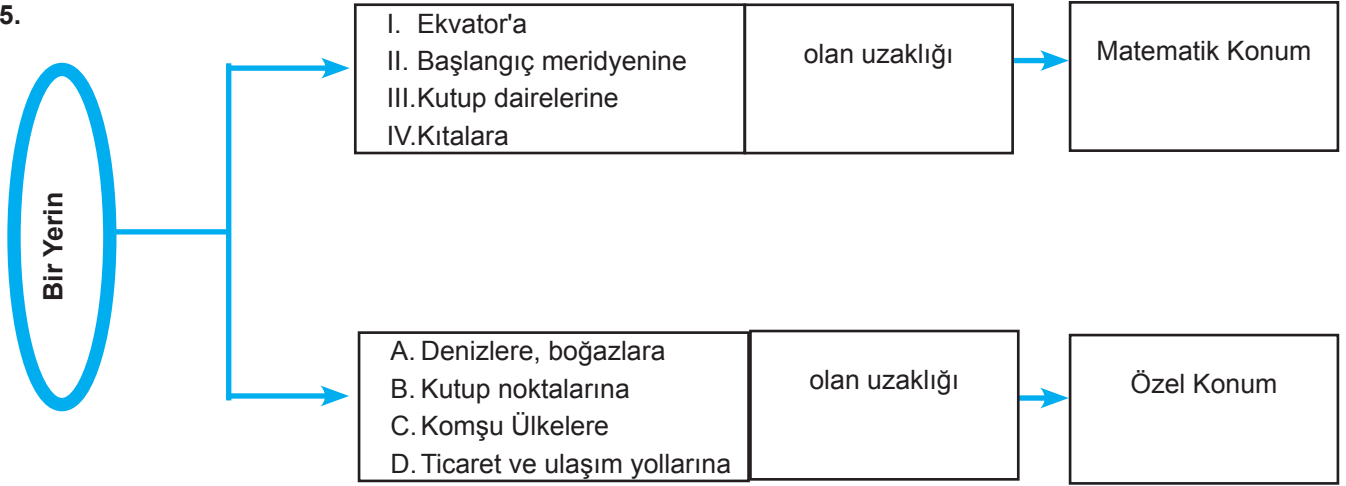 5.
Bir Yerin
I. Ekvator'a
II. Başlangıç meridyenine
III.Kutup dairelerine
IV.Kıtalara
olan uzaklığı
Matematik Konum
A. Denizlere, boğazlara
B. Kutup noktalarına
C. Komşu Ülkelere
D. Ticaret ve ulaşım yollarına
olan uzaklığı
Özel Konum